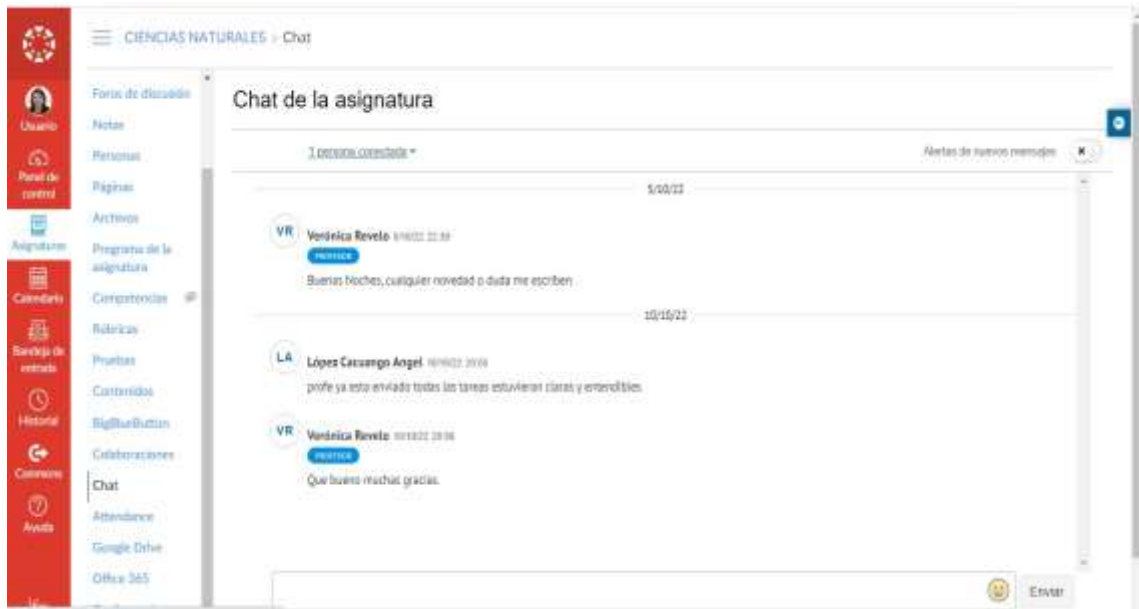 CIENCIAS NATURALES > Chat
Usuario
Panel de control
Asignaturas
Calendario
Bandeja de entrada
Historial
Commons
Ayuda
Foros de discusión
Notas
Personas
Páginas
Archivos
Programa de la asignatura
Competencias
Rúbricas
Pruebas
Contenidos
BigBlueButton
Colaboraciones
Chat
Attendance
Google Drive
Office 365
Chat de la asignatura
1 persona conectada
Alertas de nuevos mensajes
5/10/22
VR
Verónica Revelo
PROFESOR
Buenas Noches, cualquier novedad o duda me escriben
10/10/22
LA
López Cacuango Angel
profe ya esta enviado todas las tareas estuvieron claras y entendibles
VR
Verónica Revelo
PROFESOR
Que bueno muchas gracias.
Enviar